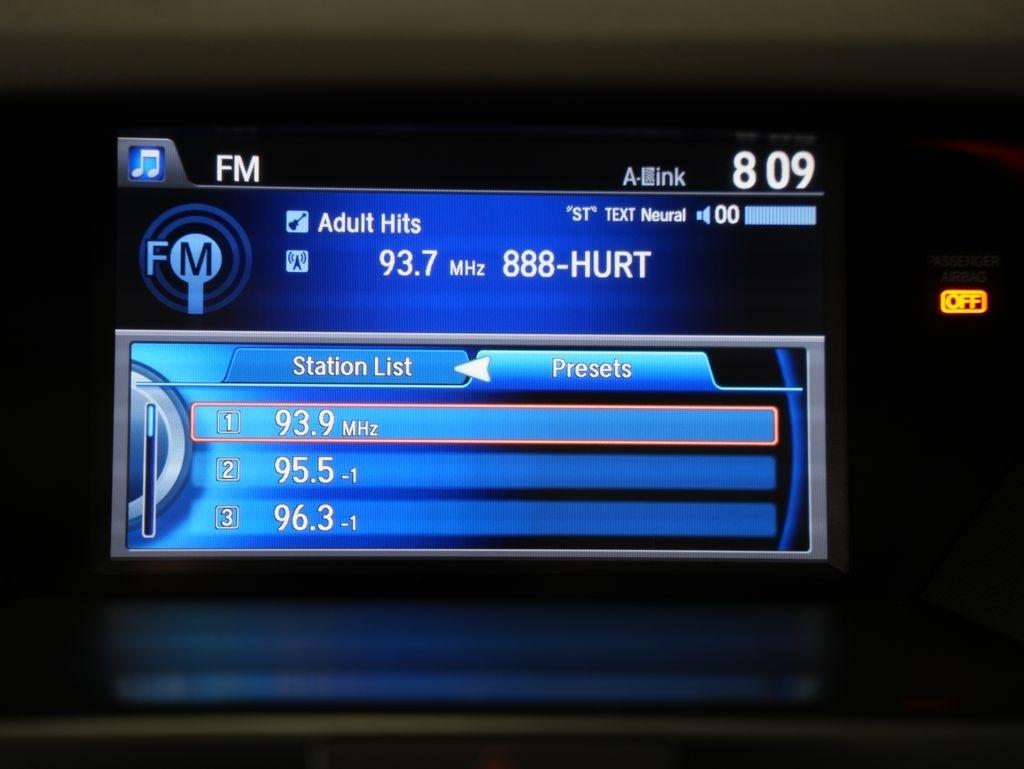 FM
A-Link
8 09
Adult Hits
"ST" TEXT Neural 00
FM
93.7 MHz 888-HURT
PASSENGER
AIRBAG
OFF
Station List
Presets
1 93.9 MHz
2 95.5 -1
3 96.3 -1